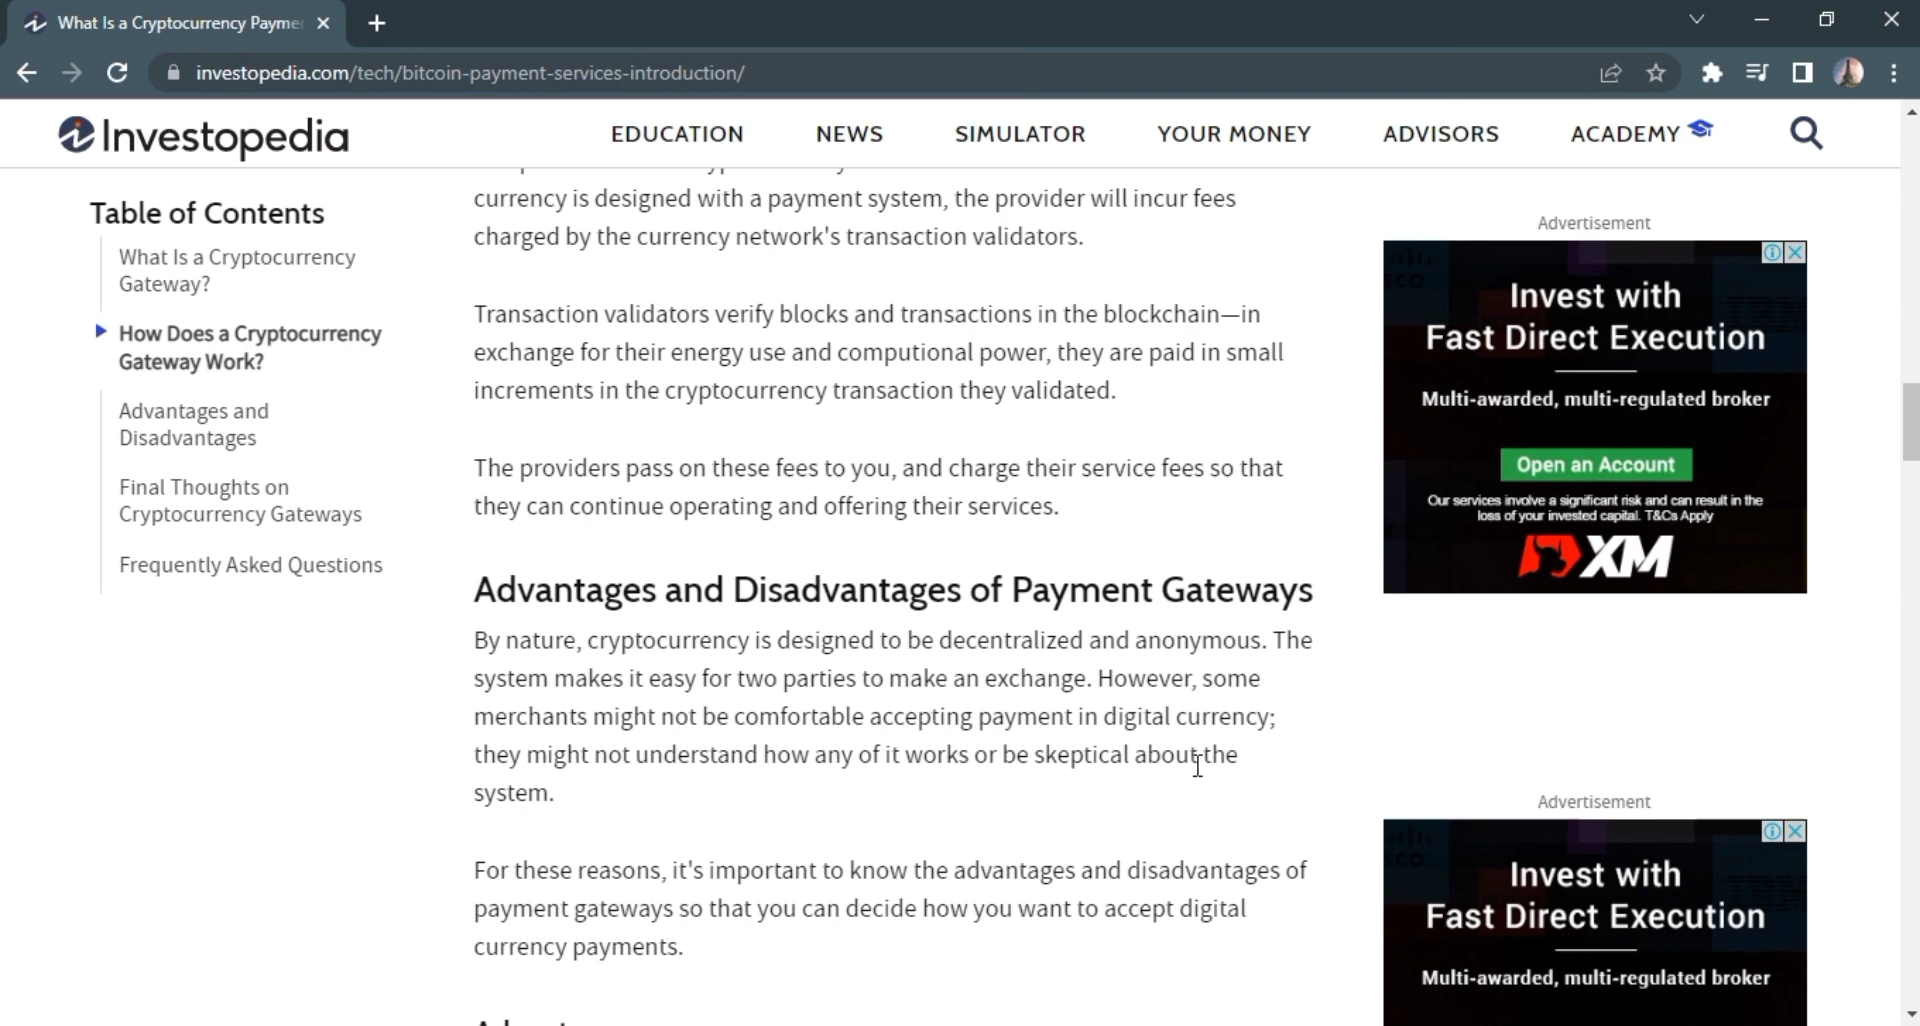 What Is a Cryptocurrency Payme
investopedia.com/tech/bitcoin-payment-services-introduction/
Investopedia
EDUCATION
NEWS
SIMULATOR
YOUR MONEY
ADVISORS
ACADEMY
Table of Contents
What Is a Cryptocurrency
Gateway?
How Does a Cryptocurrency
Gateway Work?
Advantages and
Disadvantages
Final Thoughts on
Cryptocurrency Gateways
Frequently Asked Questions
currency is designed with a payment system, the provider will incur fees
charged by the currency network's transaction validators.
Transaction validators verify blocks and transactions in the blockchain—in
exchange for their energy use and computional power, they are paid in small
increments in the cryptocurrency transaction they validated.
The providers pass on these fees to you, and charge their service fees so that
they can continue operating and offering their services.
Advantages and Disadvantages of Payment Gateways
By nature, cryptocurrency is designed to be decentralized and anonymous. The
system makes it easy for two parties to make an exchange. However, some
merchants might not be comfortable accepting payment in digital currency;
they might not understand how any of it works or be skeptical about the
system.
For these reasons, it's important to know the advantages and disadvantages of
payment gateways so that you can decide how you want to accept digital
currency payments.
Advertisement
Invest with
Fast Direct Execution
Multi-awarded, multi-regulated broker
Open an Account
Our services involve a significant risk and can result in the
loss of your invested capital. T&Cs Apply
XM
Advertisement
Invest with
Fast Direct Execution
Multi-awarded, multi-regulated broker